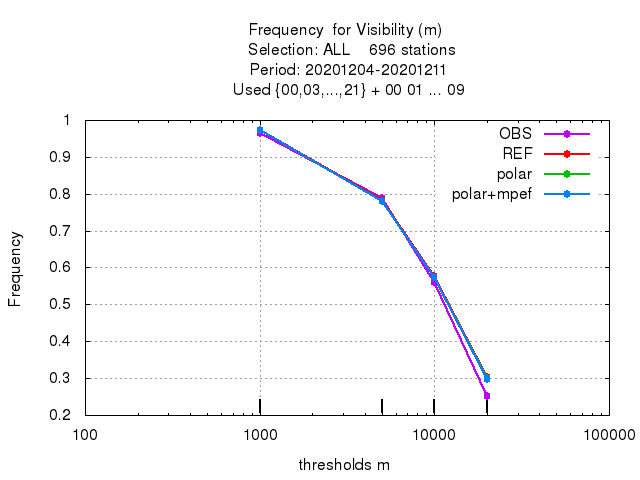 Frequency  for Visibility (m)
Selection: ALL    696 stations
Period: 20201204-20201211
Used {00,03,...,21} + 00 01 ... 09
OBS
REF
polar
polar+mpef
1
0.9
0.8
0.7
0.6
0.5
0.4
0.3
0.2
Frequency
100
1000
10000
100000
thresholds m